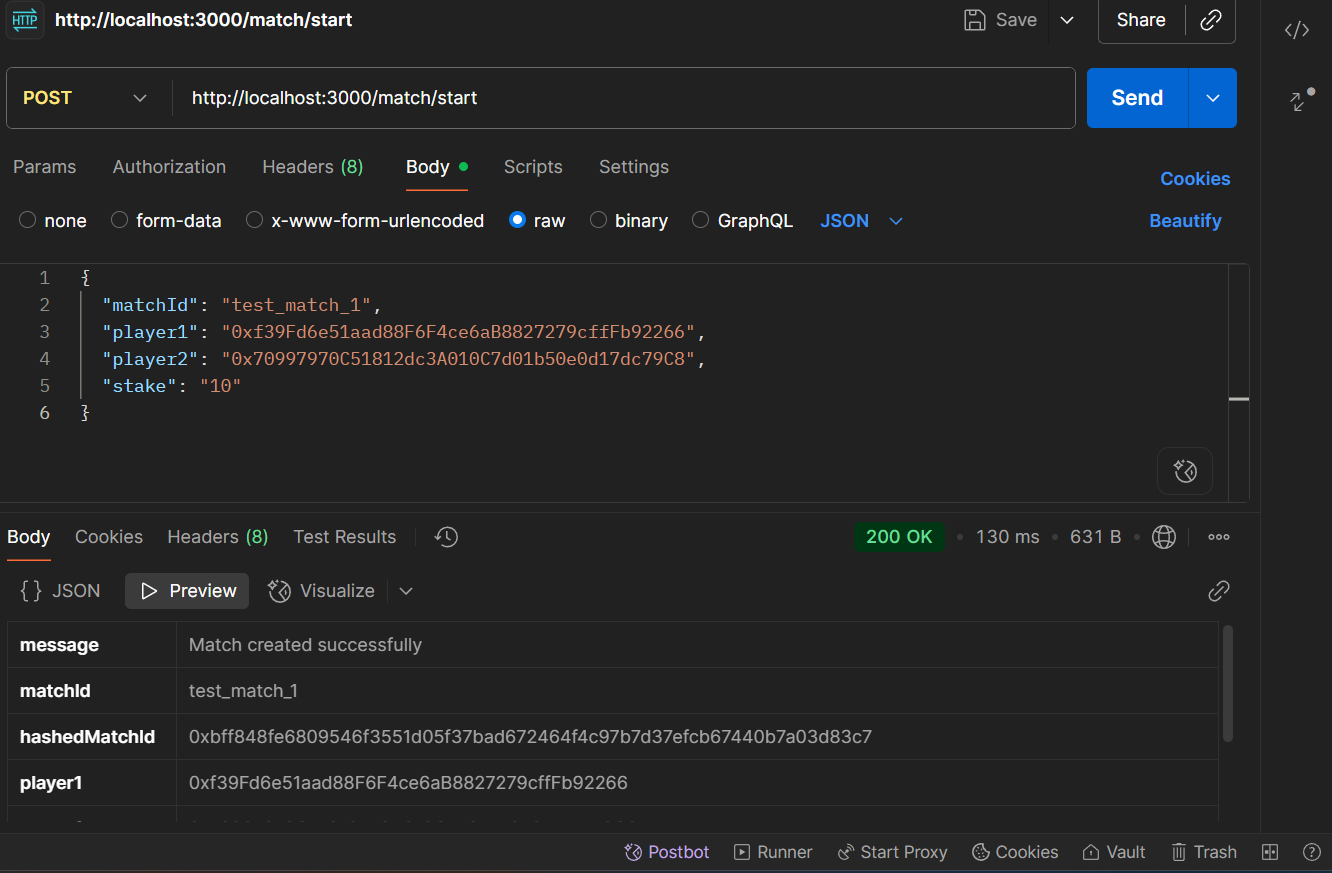 HTTP http://localhost:3000/match/start Save Share
POST http://localhost:3000/match/start Send
Params Authorization Headers (8) Body Scripts Settings Cookies
none form-data x-www-form-urlencoded raw binary GraphQL JSON Beautify
1 {
2 "matchId": "test_match_1",
3 "player1": "0xf39Fd6e51aad88F6F4ce6aB8827279cffFb92266",
4 "player2": "0x70997970C51812dc3A010C7d01b50e0d17dc79C8",
5 "stake": "10"
6 }
Body Cookies Headers (8) Test Results 200 OK 130 ms 631 B
{} JSON Preview Visualize
message Match created successfully
matchId test_match_1
hashedMatchId 0xbff848fe6809546f3551d05f37bad672464f4c97b7d37efcb67440b7a03d83c7
player1 0xf39Fd6e51aad88F6F4ce6aB8827279cffFb92266
Postbot Runner Start Proxy Cookies Vault Trash